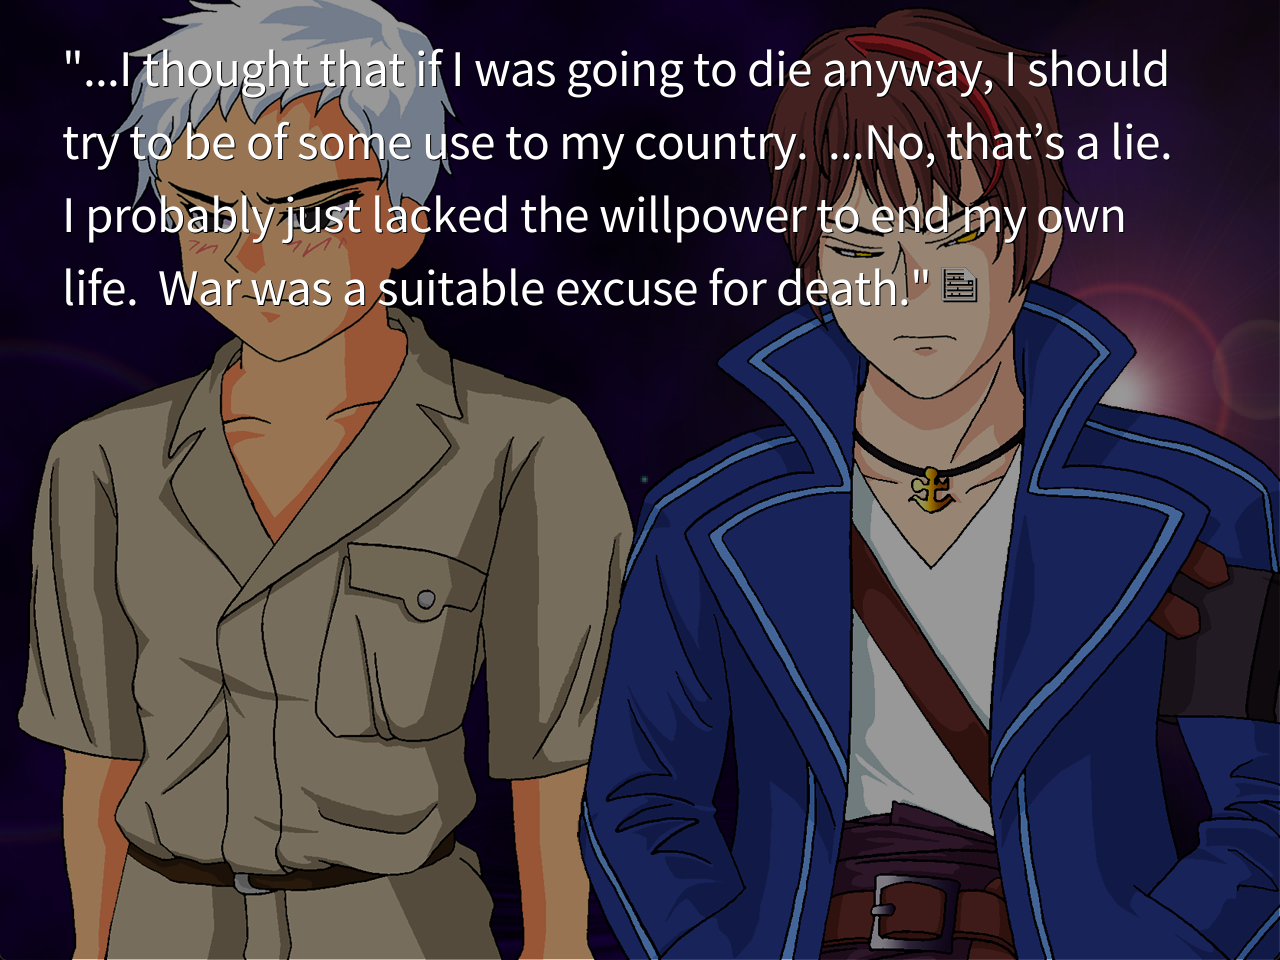 "...I thought that if I was going to die anyway, I should
try to be of some use to my country.  ...No, that’s a lie.
I probably just lacked the willpower to end my own
life.  War was a suitable excuse for death."